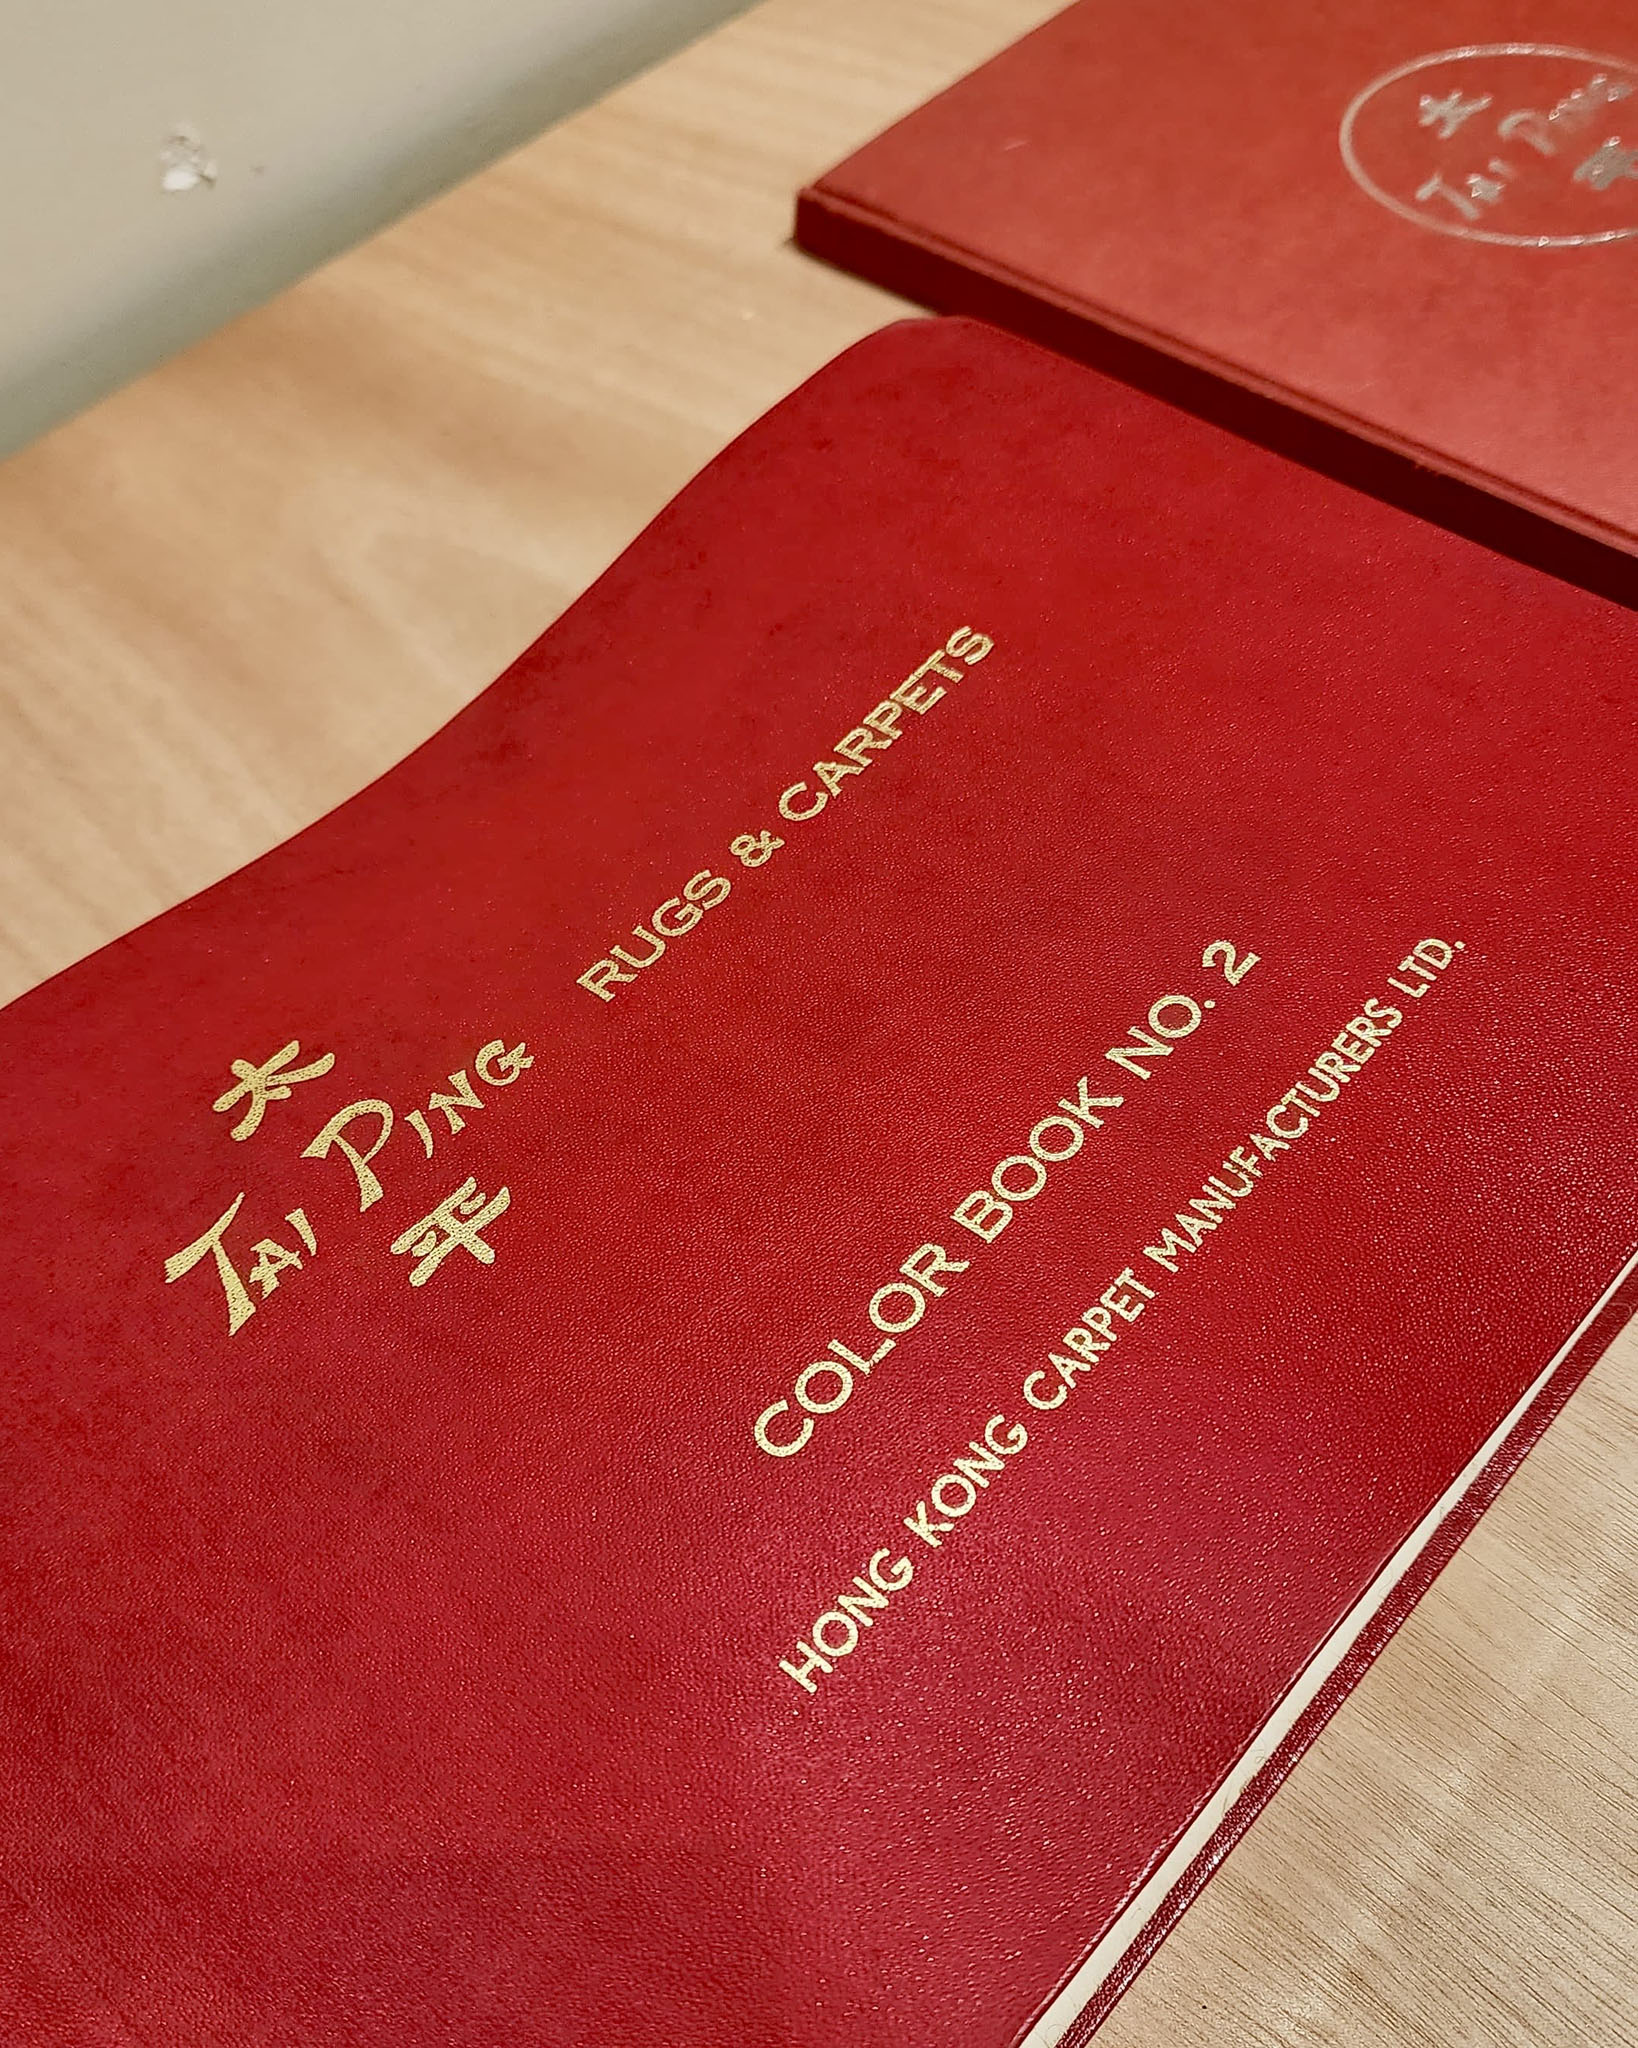 太
TAI PING
平
RUGS & CARPETS
COLOR BOOK NO. 2
HONG KONG CARPET MANUFACTURERS LTD.
太
TAI PING
平